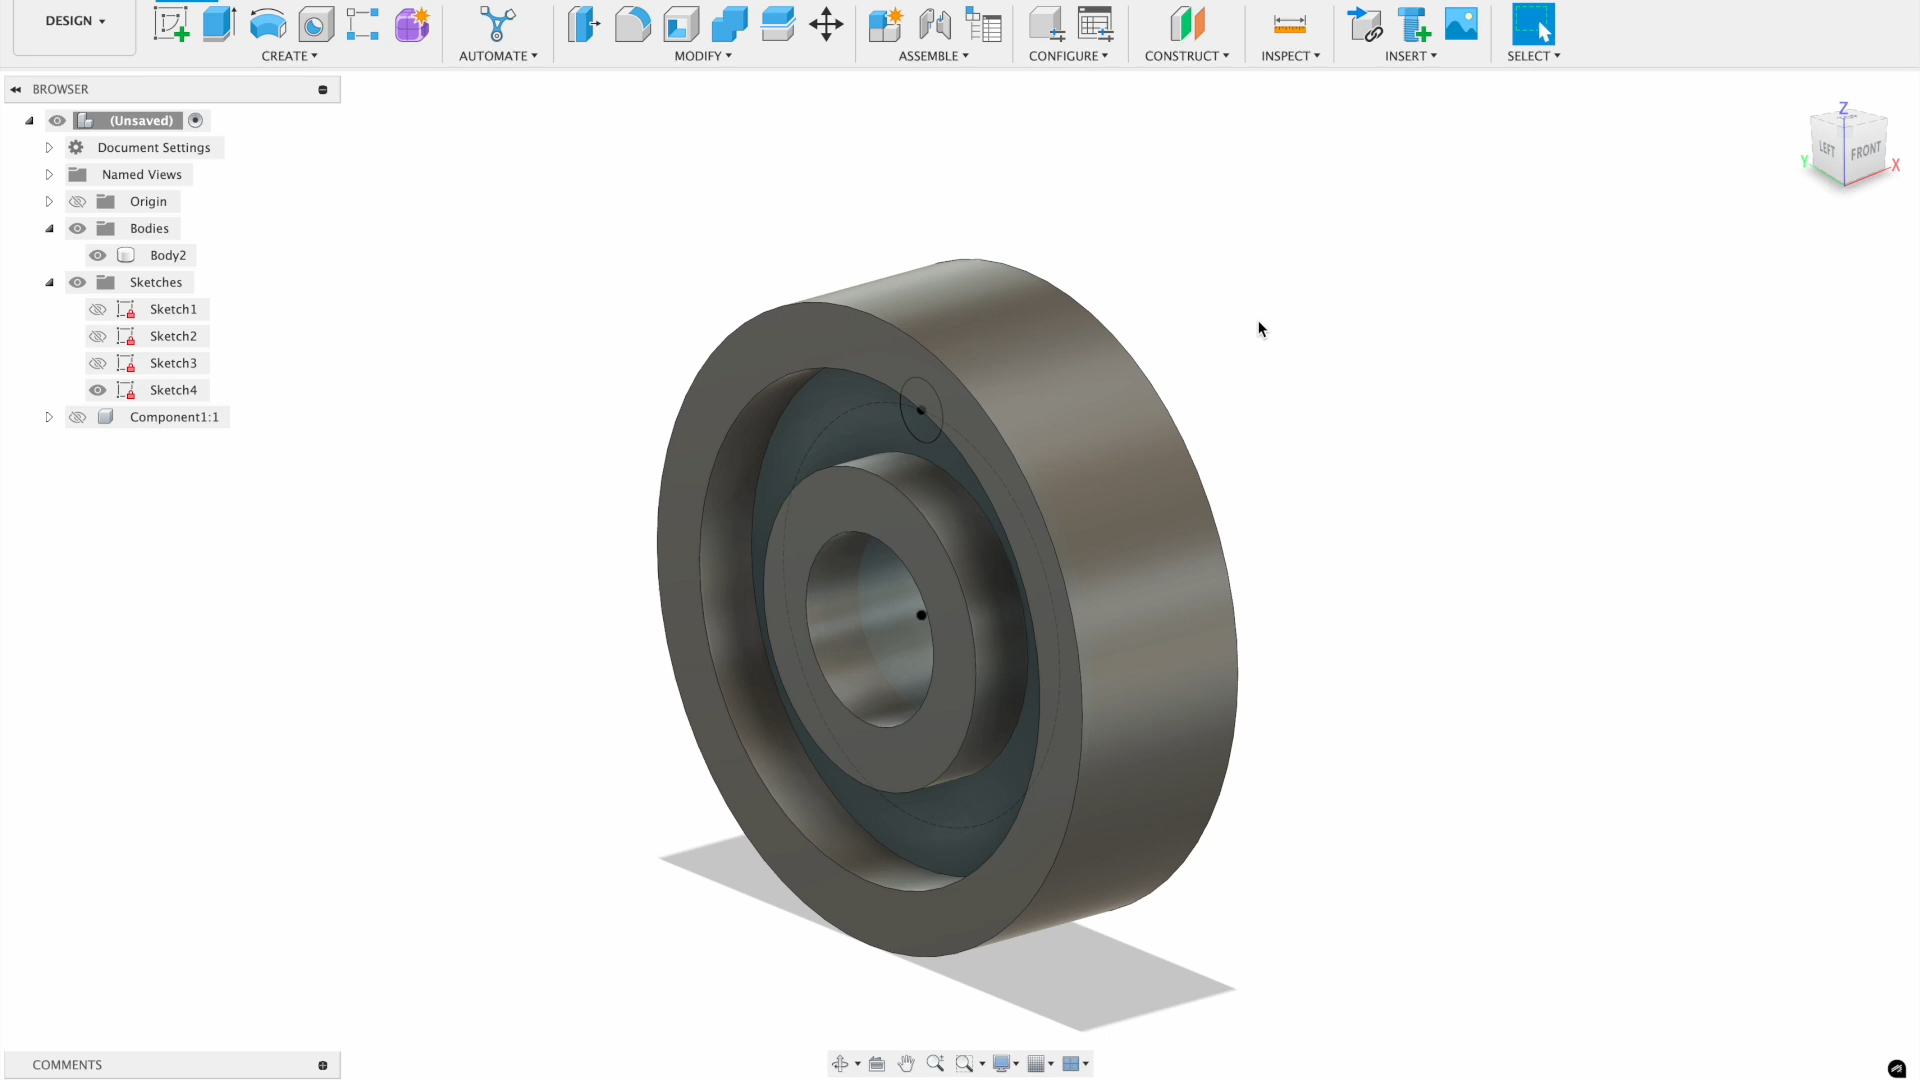 DESIGN
CREATE
AUTOMATE
MODIFY
ASSEMBLE
CONFIGURE
CONSTRUCT
INSPECT
INSERT
SELECT
BROWSER
(Unsaved)
Document Settings
Named Views
Origin
Bodies
Body2
Sketches
Sketch1
Sketch2
Sketch3
Sketch4
Component1:1
Z
TOP
LEFT
FRONT
Y
X
COMMENTS